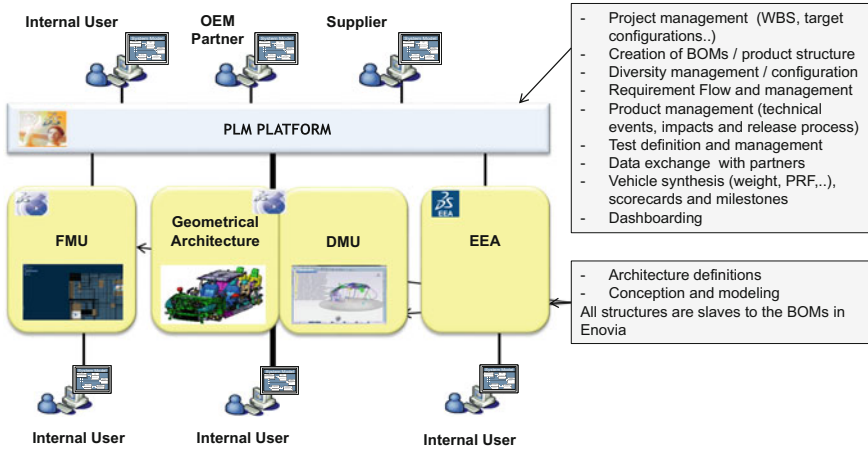 Internal User
OEM
Partner
Supplier
PLM PLATFORM
- Project management (WBS, target
configurations..)
- Creation of BOMs / product structure
- Diversity management / configuration
- Requirement Flow and management
- Product management (technical
events, impacts and release process)
- Test definition and management
- Data exchange with partners
- Vehicle synthesis (weight, PRF,..),
scorecards and milestones
- Dashboarding
FMU
Geometrical
Architecture
DMU
EEA
EEA
- Architecture definitions
- Conception and modeling
All structures are slaves to the BOMs in
Enovia
Internal User
Internal User
Internal User